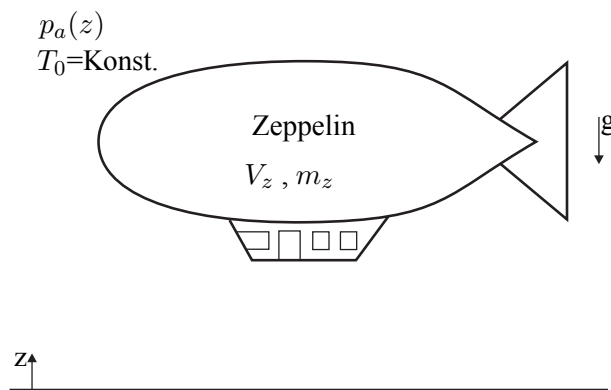 p_a(z)
T_0=Konst.
Zeppelin
g
V_z , m_z
z